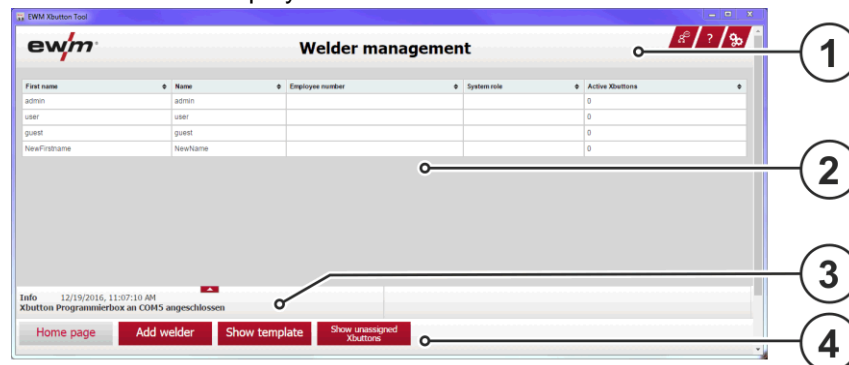 EWM Xbutton Tool
ewm
Welder management
?
1
First name Name Employee number System role Active Xbuttons
admin admin 0
user user 0
guest guest 0
NewFirstname NewName 0
2
3
Info 12/19/2016, 11:07:10 AM
Xbutton Programmierbox an COM5 angeschlossen
Home page Add welder Show template Show unassigned
Xbuttons
4